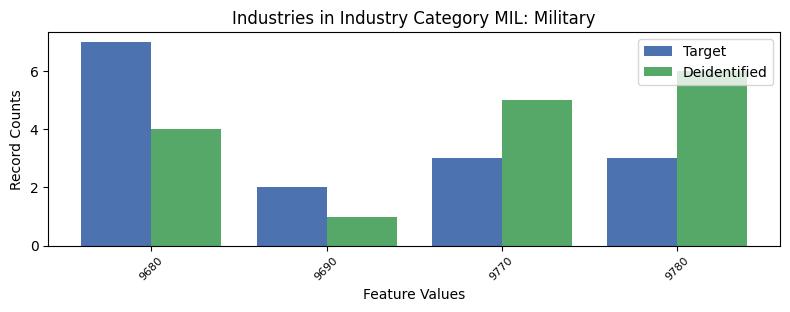 Industries in Industry Category MIL: Military
Target
Deidentified
Record Counts
6
4
2
0
9680
9690
9770
9780
Feature Values